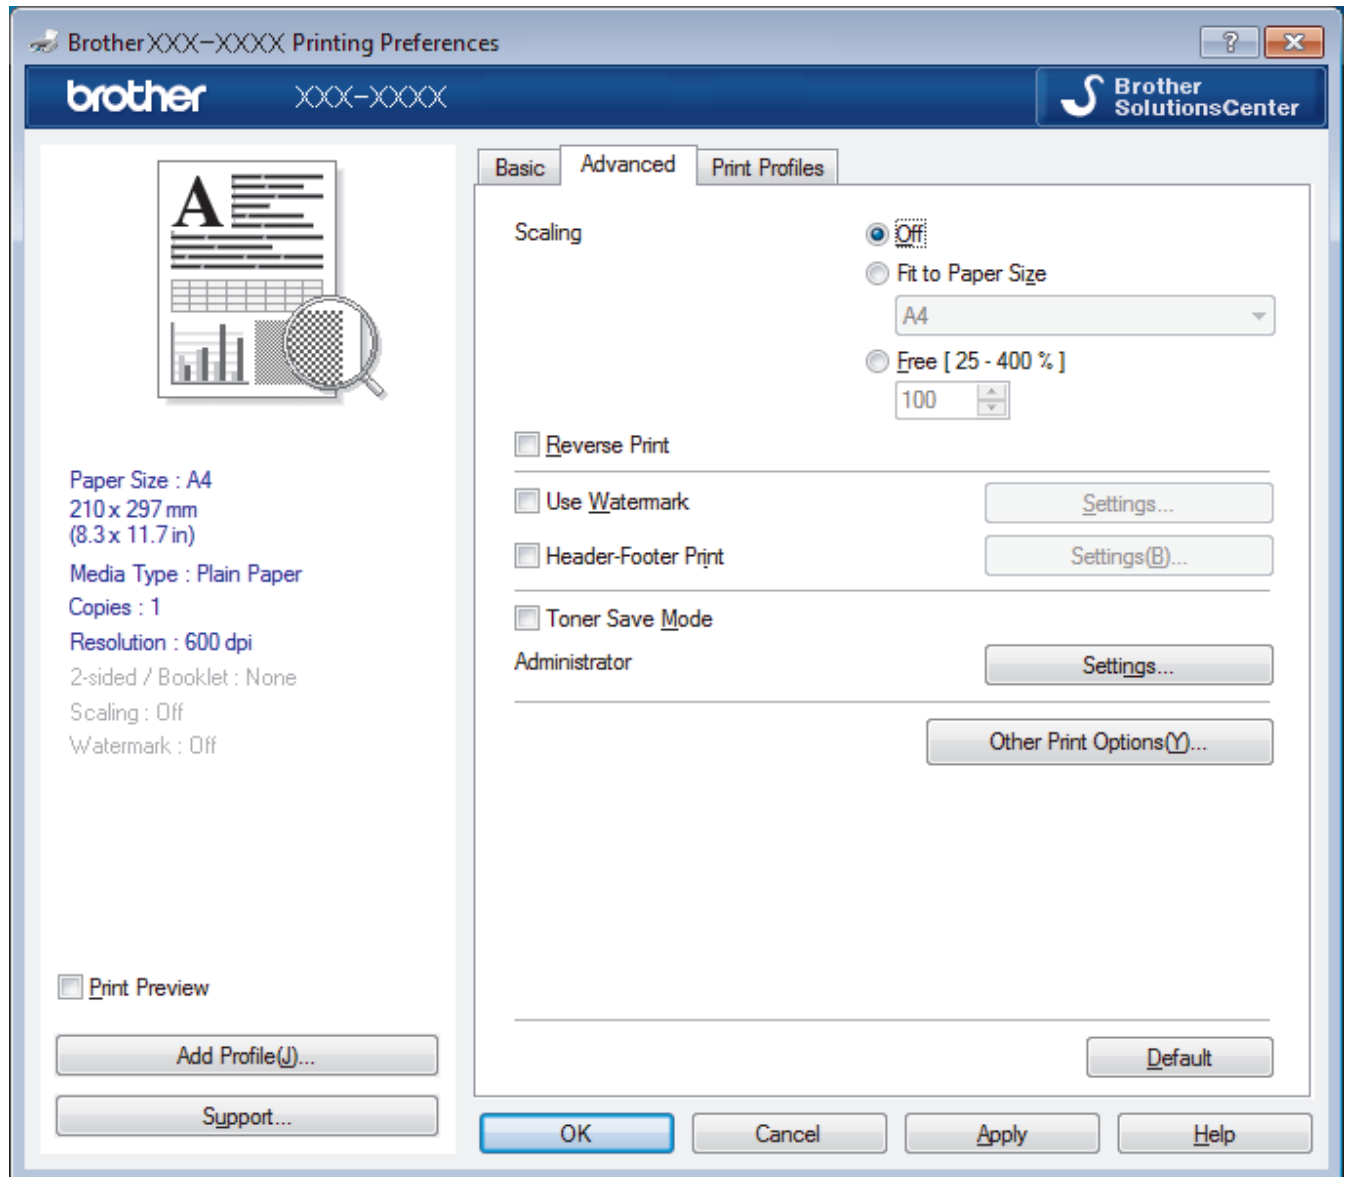 Brother XXX-XXXX Printing Preferences
brother XXX-XXXX
Brother
SolutionsCenter
Basic Advanced Print Profiles
A
Paper Size : A4
210 x 297 mm
(8.3 x 11.7 in)
Media Type : Plain Paper
Copies : 1
Resolution : 600 dpi
2-sided / Booklet : None
Scaling : Off
Watermark : Off
Print Preview
Add Profile(J)...
Support...
Scaling
Off
Fit to Paper Size
A4
Free [ 25 - 400 % ]
100
Reverse Print
Use Watermark Settings...
Header-Footer Print Settings(B)...
Toner Save Mode
Administrator Settings...
Other Print Options(Y)...
Default
OK Cancel Apply Help